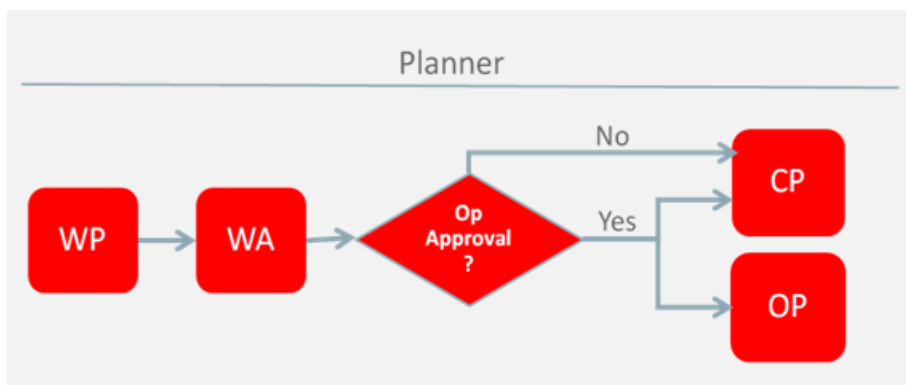 Planner
No
CP
WP
WA
Op
Approval
?
Yes
OP